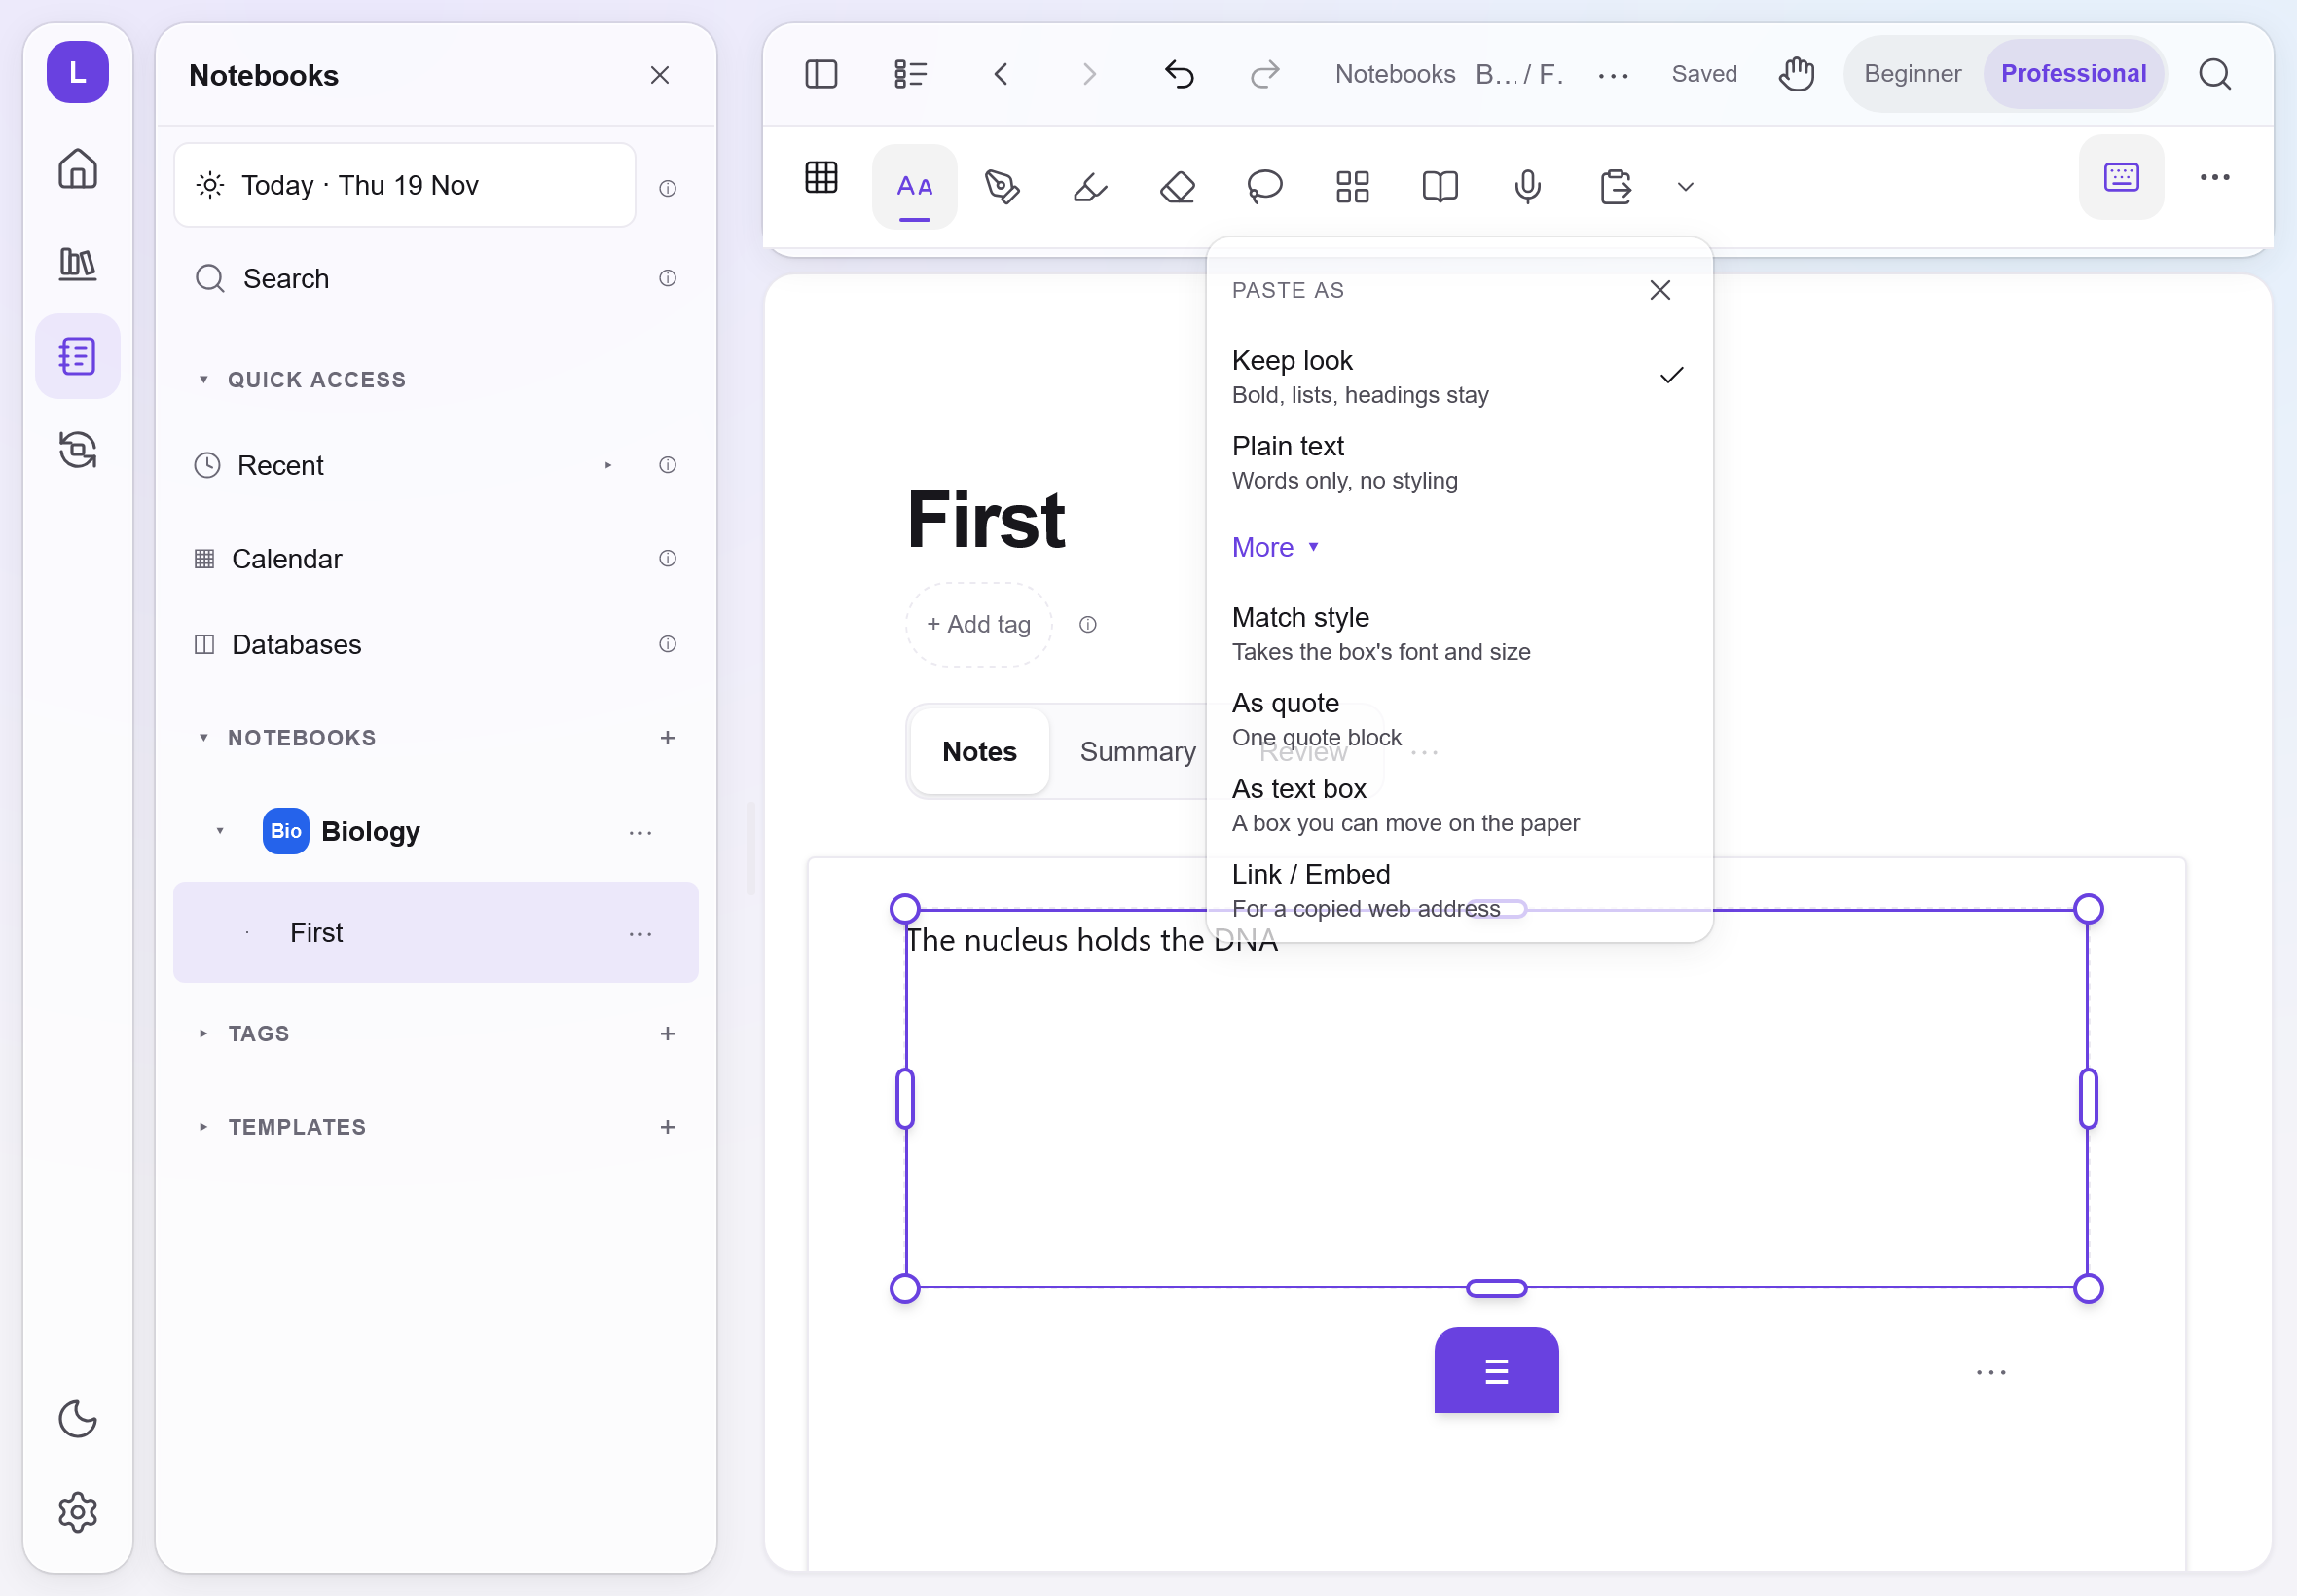 L
Notebooks
Today · Thu 19 Nov
Search
QUICK ACCESS
Recent
Calendar
Databases
NOTEBOOKS
Bio Biology
First
TAGS
TEMPLATES
Notebooks B... / F.
Saved
Beginner
Professional
AA
First
+ Add tag
Notes
Summary
Review
PASTE AS
Keep look
Bold, lists, headings stay
Plain text
Words only, no styling
More
Match style
Takes the box's font and size
As quote
One quote block
As text box
A box you can move on the paper
Link / Embed
For a copied web address
The nucleus holds the DNA